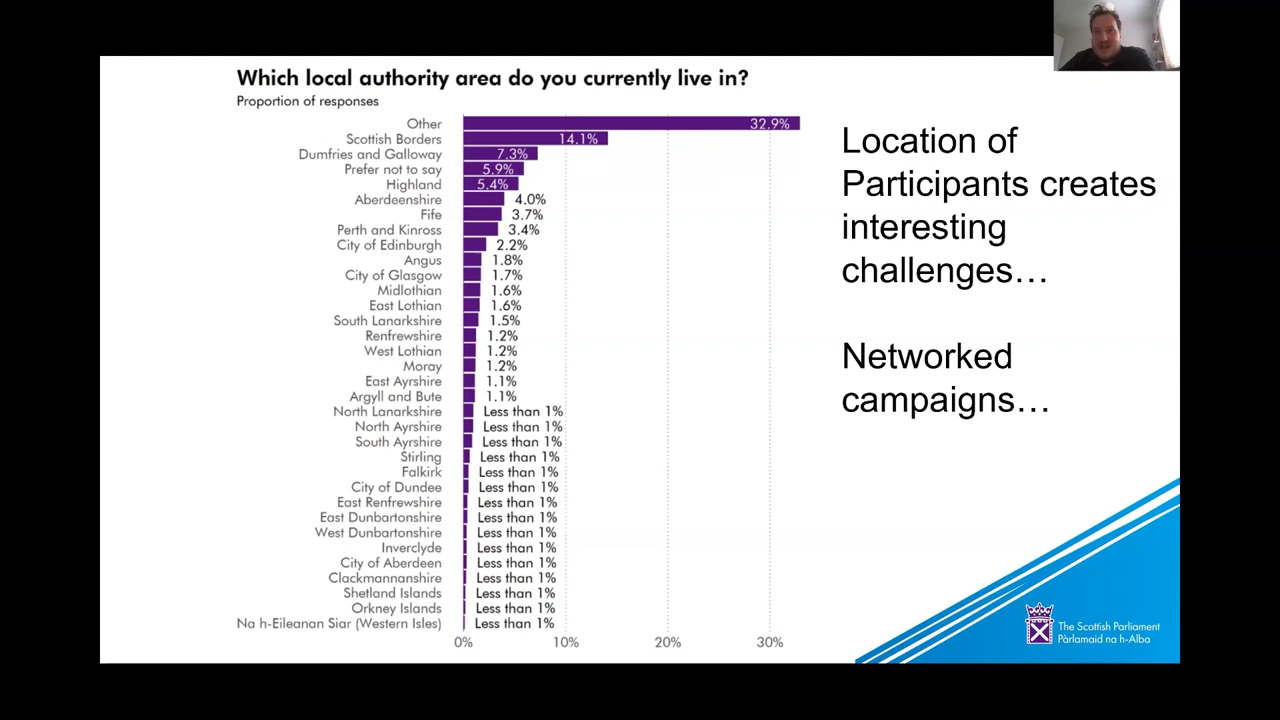 Which local authority area do you currently live in?
Proportion of responses
Other 32.9%
Scottish Borders 14.1%
Dumfries and Galloway 7.3%
Prefer not to say 5.9%
Highland 5.4%
Aberdeenshire 4.0%
Fife 3.7%
Perth and Kinross 3.4%
City of Edinburgh 2.2%
Angus 1.8%
City of Glasgow 1.7%
Midlothian 1.6%
East Lothian 1.6%
South Lanarkshire 1.5%
Renfrewshire 1.2%
West Lothian 1.2%
Moray 1.2%
East Ayrshire 1.1%
Argyll and Bute 1.1%
North Lanarkshire Less than 1%
North Ayrshire Less than 1%
South Ayrshire Less than 1%
Stirling Less than 1%
Falkirk Less than 1%
City of Dundee Less than 1%
East Renfrewshire Less than 1%
East Dunbartonshire Less than 1%
West Dunbartonshire Less than 1%
Inverclyde Less than 1%
City of Aberdeen Less than 1%
Clackmannanshire Less than 1%
Shetland Islands Less than 1%
Orkney Islands Less than 1%
Na h-Eileanan Siar (Western Isles) Less than 1%
0% 10% 20% 30%
Location of
Participants creates
interesting
challenges…
Networked
campaigns…
The Scottish Parliament
Pàrlamaid na h-Alba